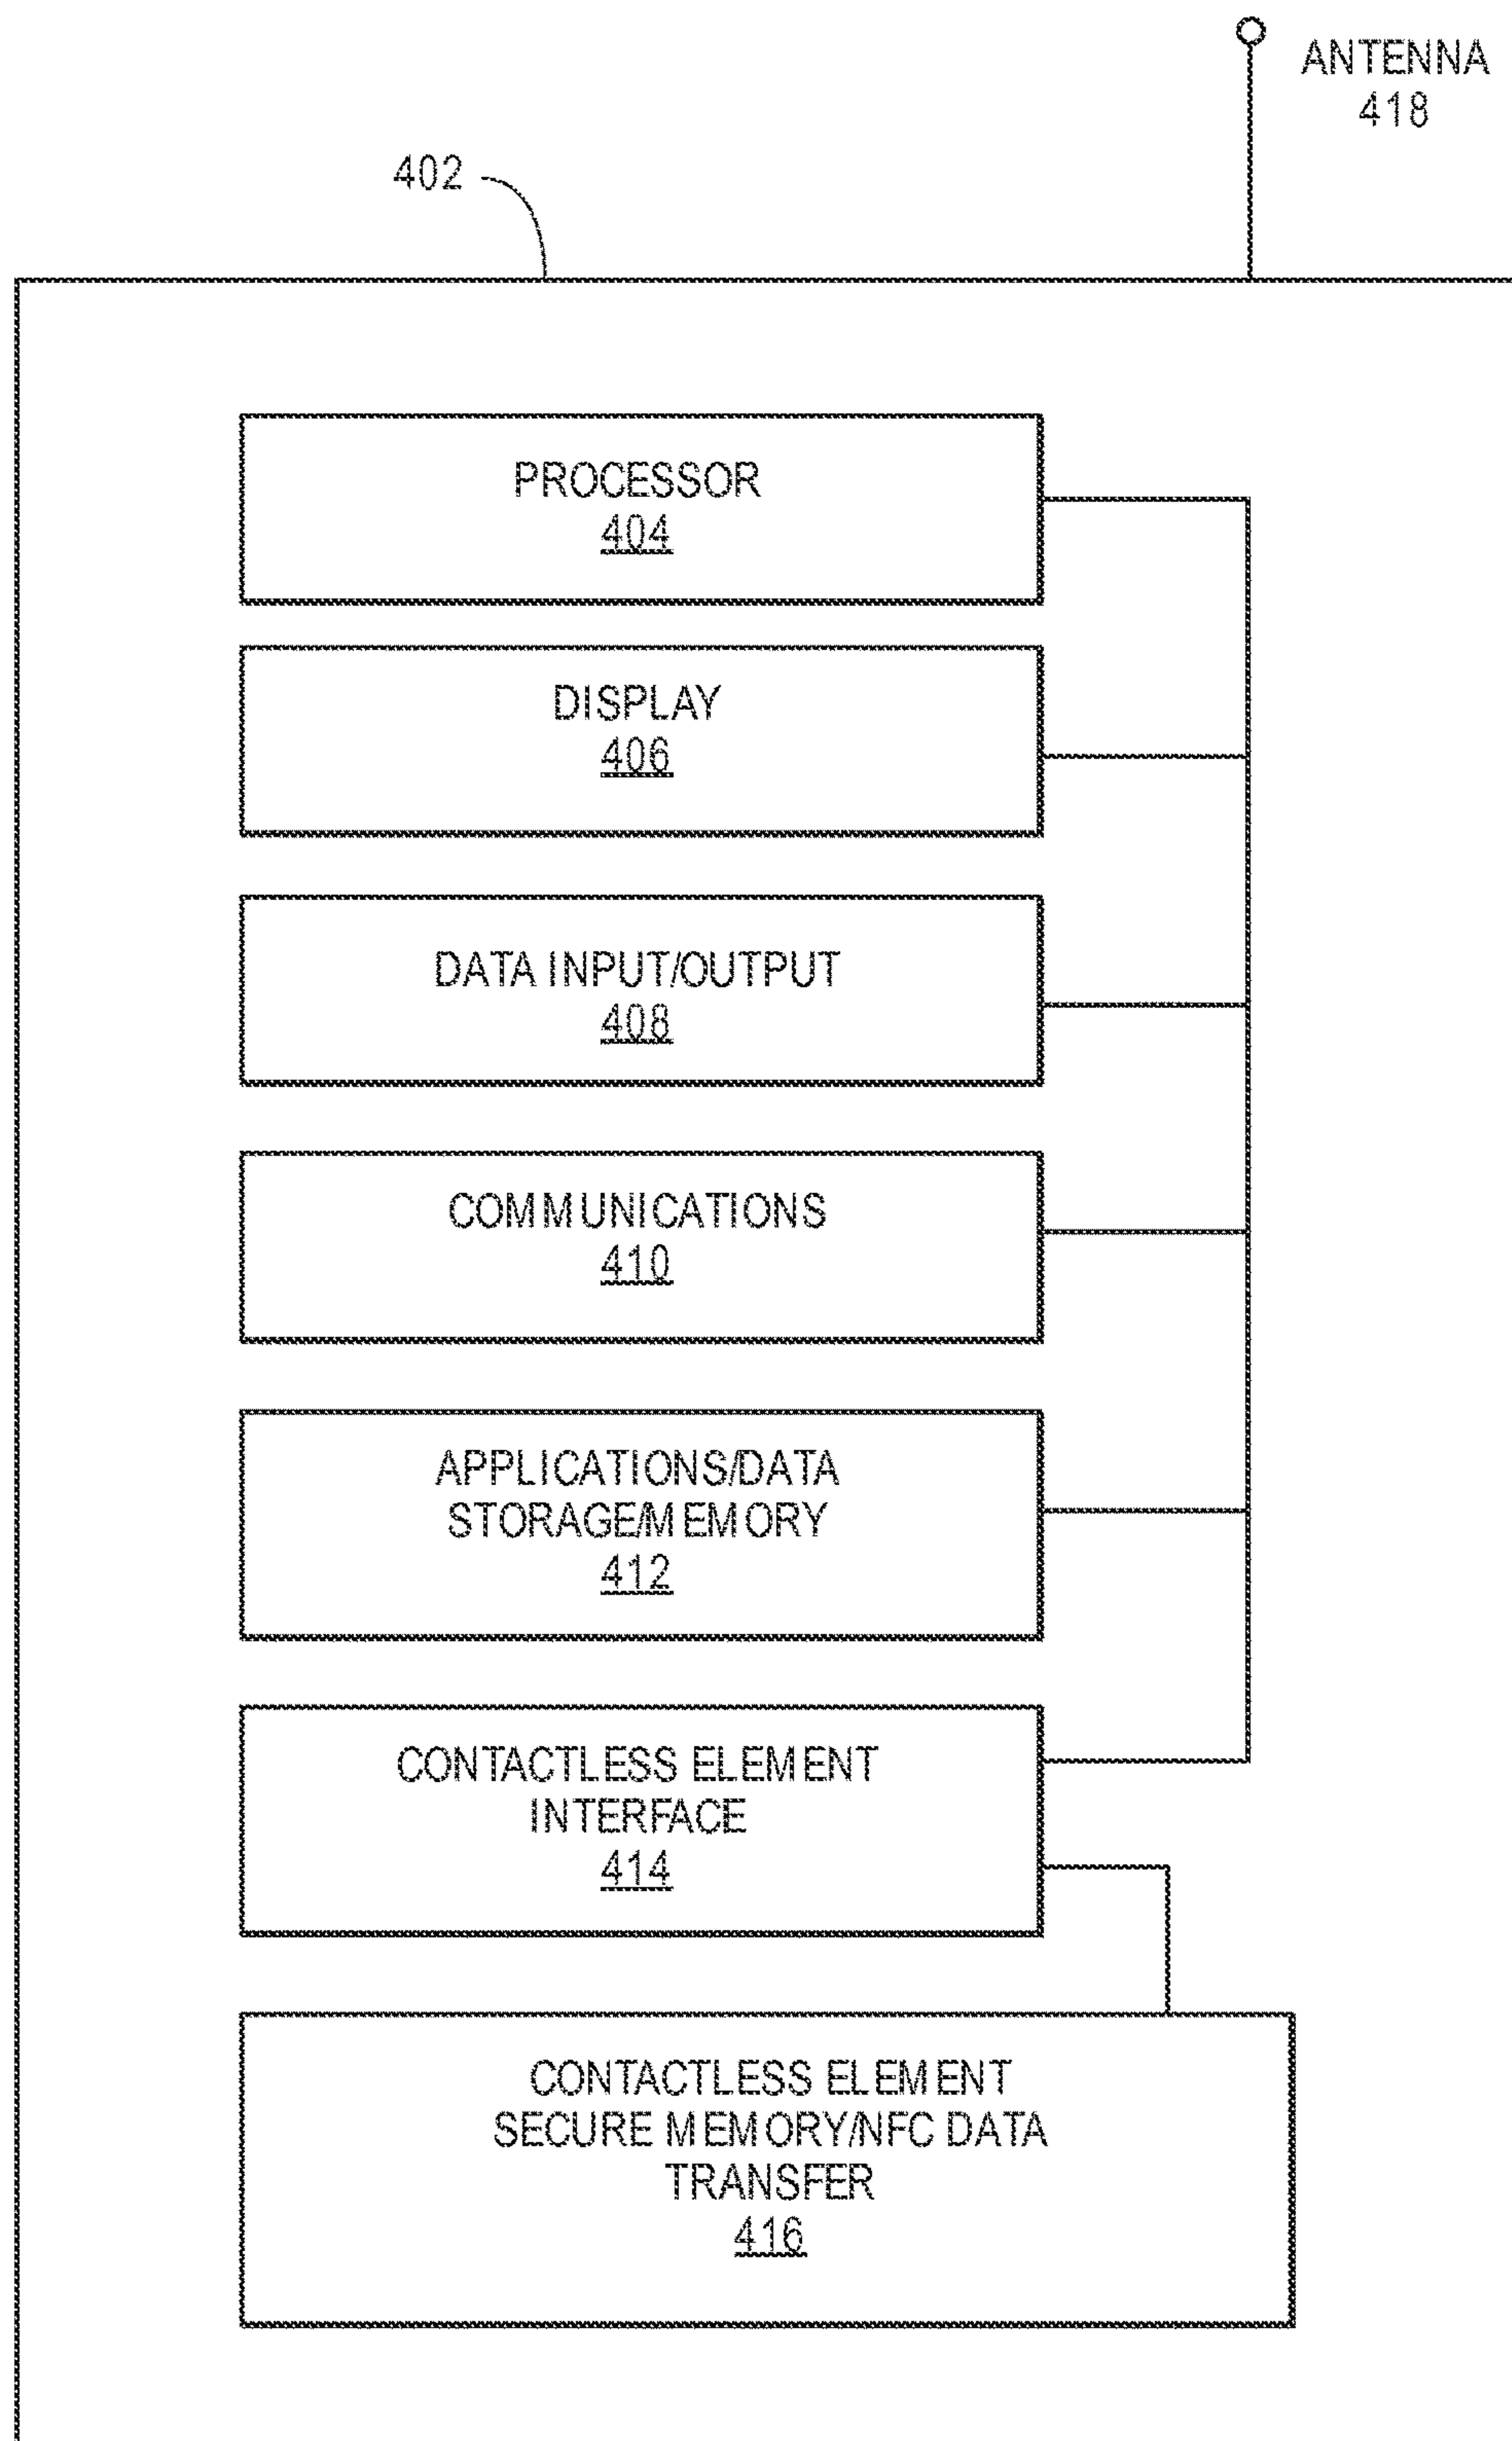 ANTENNA
418
402
PROCESSOR
404
DISPLAY
406
DATA INPUT/OUTPUT
408
COMMUNICATIONS
410
APPLICATIONS/DATA
STORAGE/MEMORY
412
CONTACTLESS ELEMENT
INTERFACE
414
CONTACTLESS ELEMENT
SECURE MEMORY/NFC DATA
TRANSFER
416